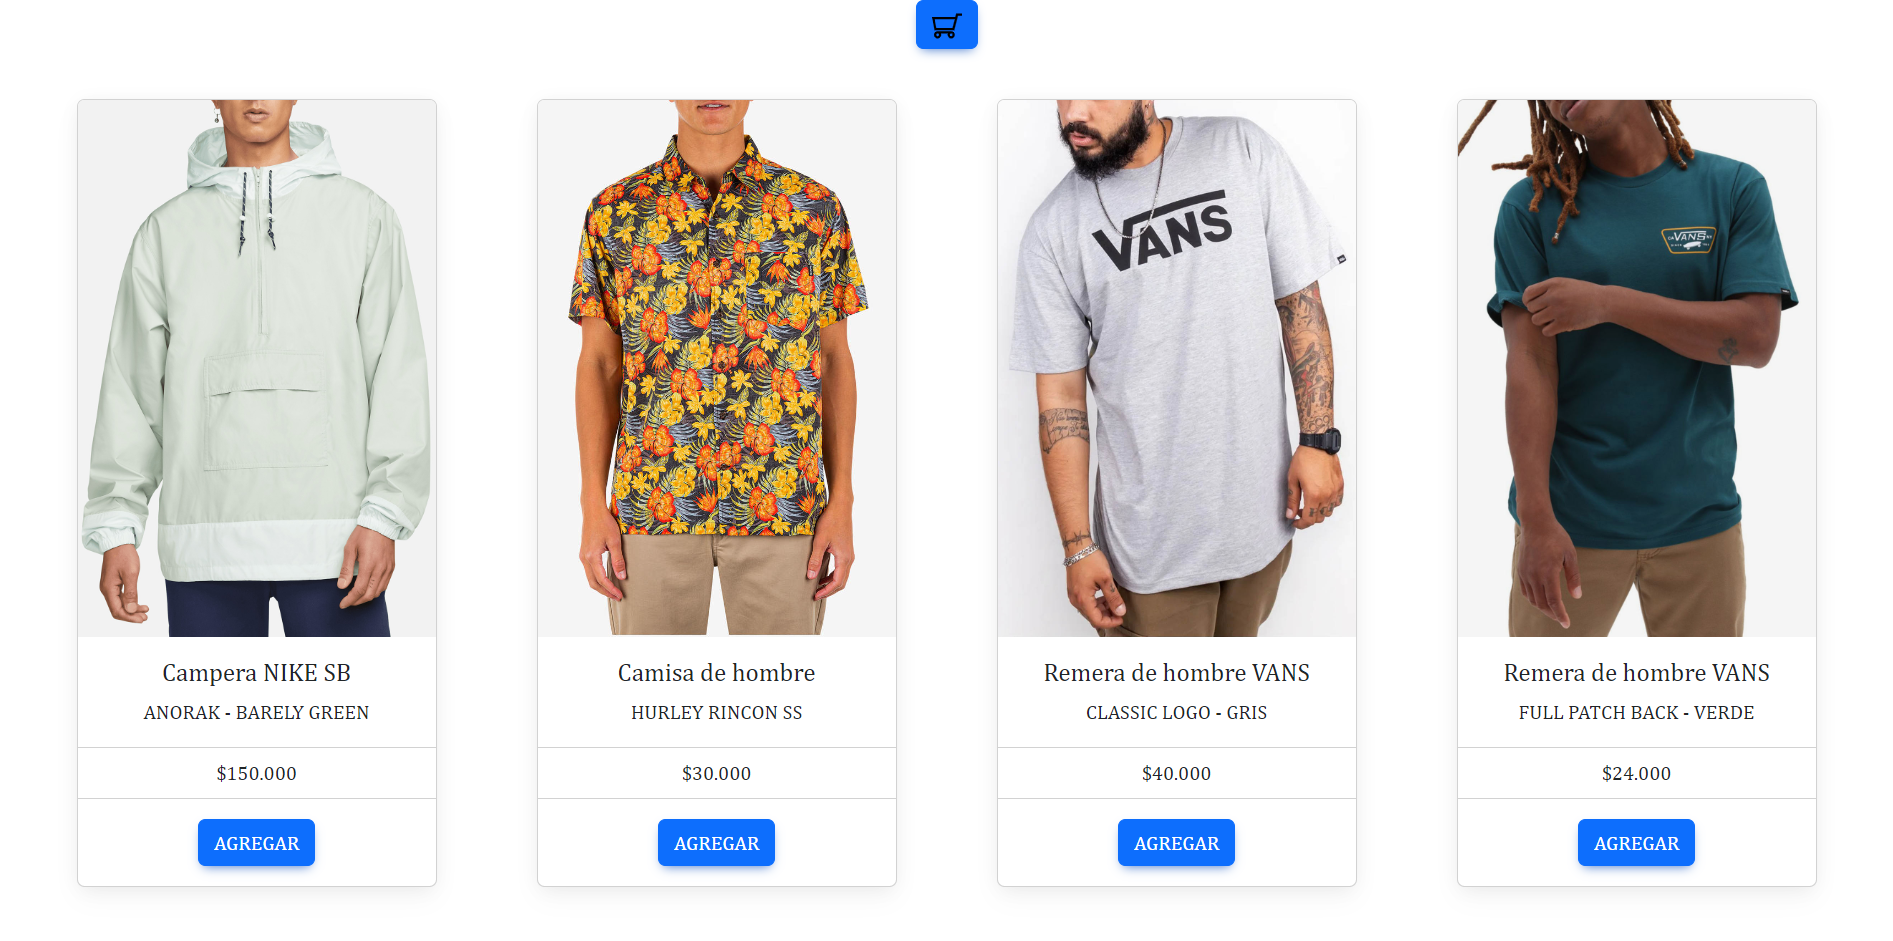 VANS
VANS
Campera NIKE SB
ANORAK - BARELY GREEN
$150.000
AGREGAR
Camisa de hombre
HURLEY RINCON SS
$30.000
AGREGAR
Remera de hombre VANS
CLASSIC LOGO - GRIS
$40.000
AGREGAR
Remera de hombre VANS
FULL PATCH BACK - VERDE
$24.000
AGREGAR